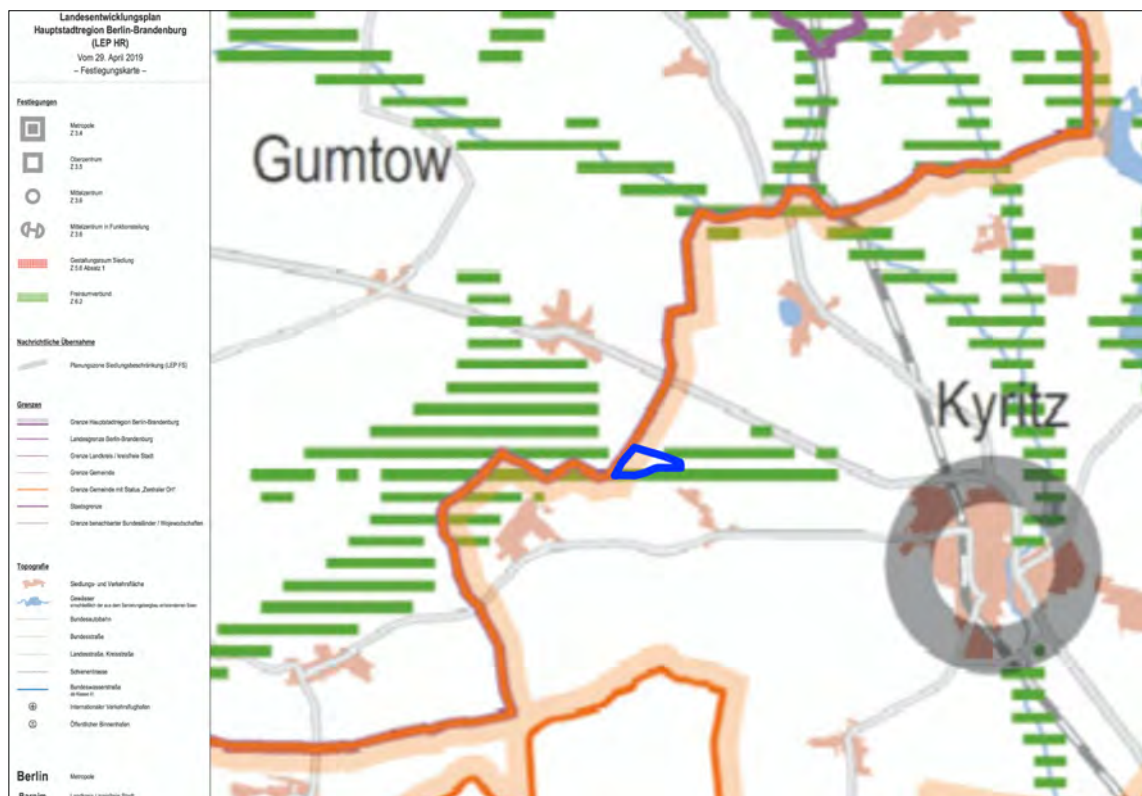 Landesentwicklungsplan
Hauptstadtregion Berlin-Brandenburg
(LEP HR)
Vom 29. April 2019
– Festlegungskarte –
Festlegungen
Metropole
Z 3.4
Oberzentrum
Z 3.5
Mittelzentrum
Z 3.6
Mittelzentrum in Funktionsteilung
Z 3.6
Gestaltungsraum Siedlung
Z 5.6 Absatz 1
Freiraumverbund
Z 6.2
Nachrichtliche Übernahme
Planungszone Siedlungsbeschränkung (LEP FS)
Grenzen
Grenze Hauptstadtregion Berlin-Brandenburg
Landesgrenze Berlin-Brandenburg
Grenze Landkreis / kreisfreie Stadt
Grenze Gemeinde
Grenze Gemeinde mit Status „Zentraler Ort“
Staatsgrenze
Grenze benachbarter Bundesländer / Wojewodschaften
Topografie
Siedlungs- und Verkehrsfläche
Gewässer
Bundesautobahn
Bundesstraße
Landesstraße, Kreisstraße
Schienentrasse
Bundeswasserstraße
Internationaler Verkehrsflughafen
Öffentlicher Binnenhafen
Berlin Metropole
Gumtow
Kyritz